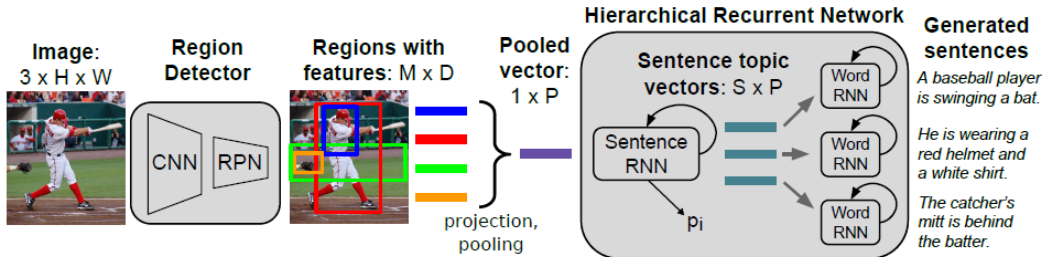 Image:
3 x H x W
Region
Detector
CNN
RPN
Regions with
features: M x D
projection,
pooling
Pooled
vector:
1 x P
Hierarchical Recurrent Network
Sentence topic
vectors: S x P
Sentence
RNN
pi
Word
RNN
Word
RNN
Word
RNN
Generated
sentences
A baseball player
is swinging a bat.
He is wearing a
red helmet and
a white shirt.
The catcher's
mitt is behind
the batter.